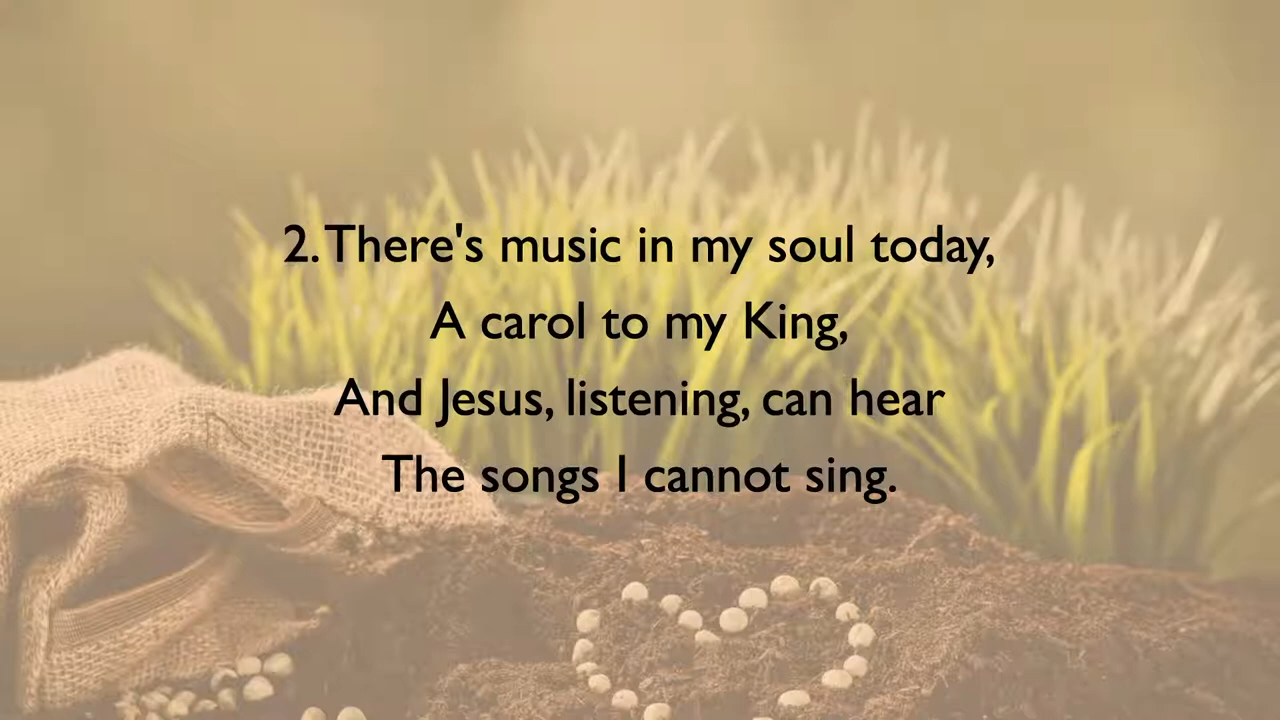 2. There's music in my soul today,
A carol to my King,
And Jesus, listening, can hear
The songs I cannot sing.